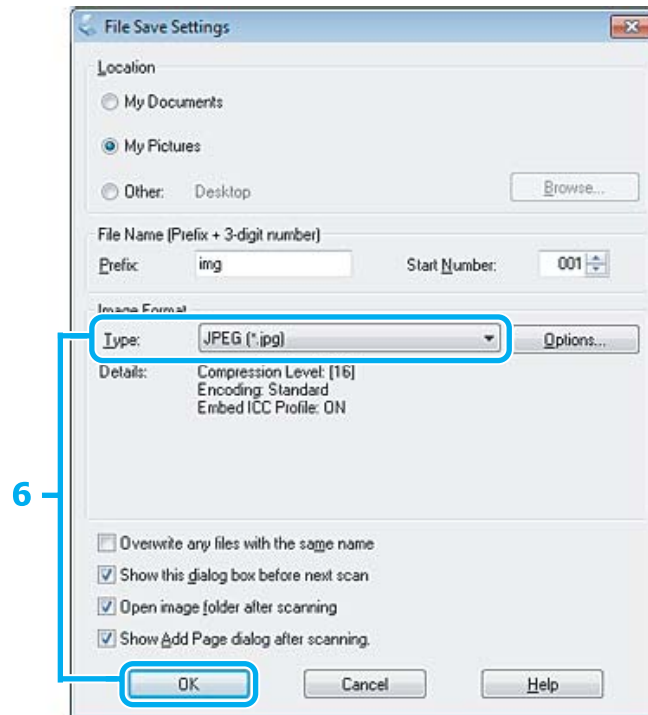 File Save Settings
Location
My Documents
My Pictures
Other: Desktop Browse...
File Name (Prefix + 3-digit number)
Prefix: img Start Number: 001
Image Format
Type: JPEG (*.jpg) Options...
Details: Compression Level: [16]
Encoding: Standard
Embed ICC Profile: ON
6
Overwrite any files with the same name
Show this dialog box before next scan
Open image folder after scanning
Show Add Page dialog after scanning.
OK Cancel Help